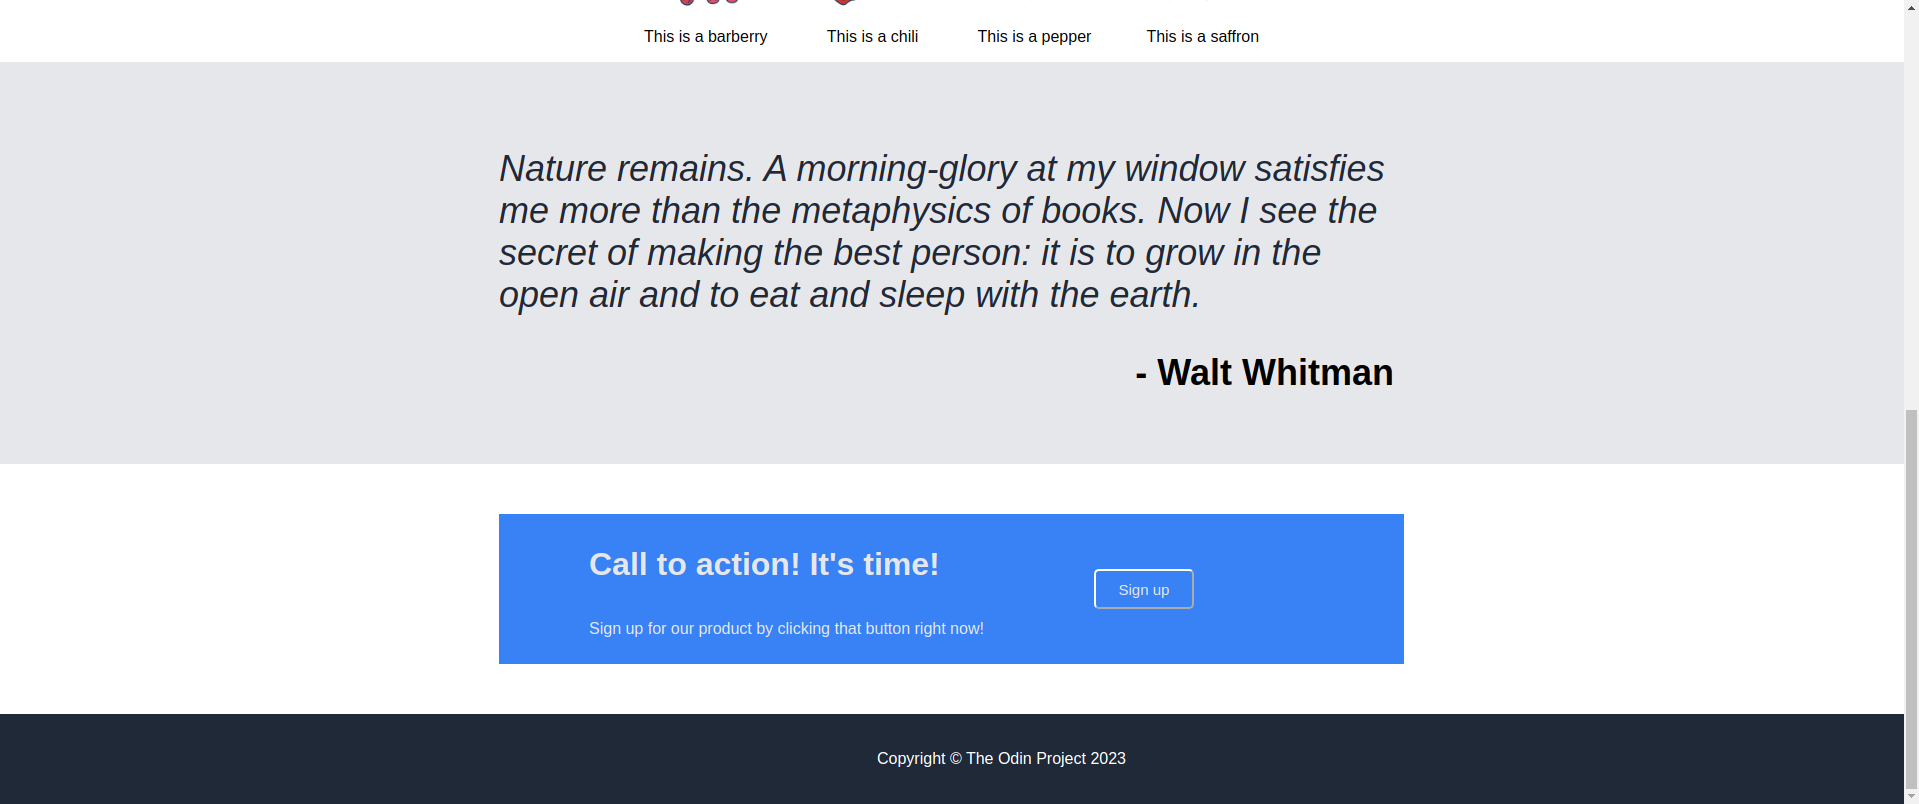 This is a barberry
This is a chili
This is a pepper
This is a saffron
Nature remains. A morning-glory at my window satisfies
me more than the metaphysics of books. Now I see the
secret of making the best person: it is to grow in the
open air and to eat and sleep with the earth.
- Walt Whitman
Call to action! It's time!
Sign up for our product by clicking that button right now!
Sign up
Copyright © The Odin Project 2023